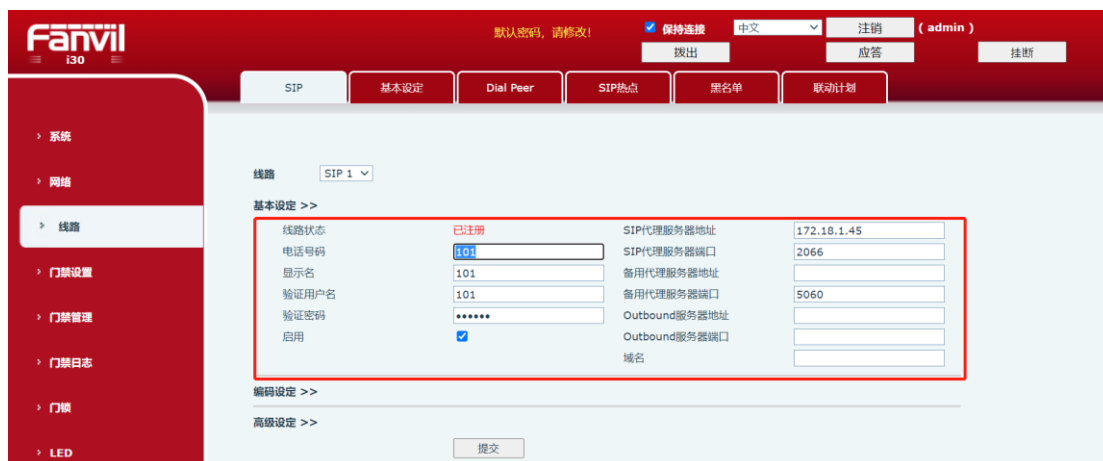 Fanvil
i30
默认密码，请修改!
保持连接
中文
注销
( admin )
拨出
应答
挂断
SIP
基本设定
Dial Peer
SIP热点
黑名单
联动计划
系统
网络
线路
门禁设置
门禁管理
门禁日志
门锁
LED
线路 SIP 1
基本设定 >>
线路状态 已注册 SIP代理服务器地址 172.18.1.45
电话号码 101 SIP代理服务器端口 2066
显示名 101 备用代理服务器地址
验证用户名 101 备用代理服务器端口 5060
验证密码 •••••• Outbound服务器地址
启用 Outbound服务器端口
域名
编码设定 >>
高级设定 >>
提交